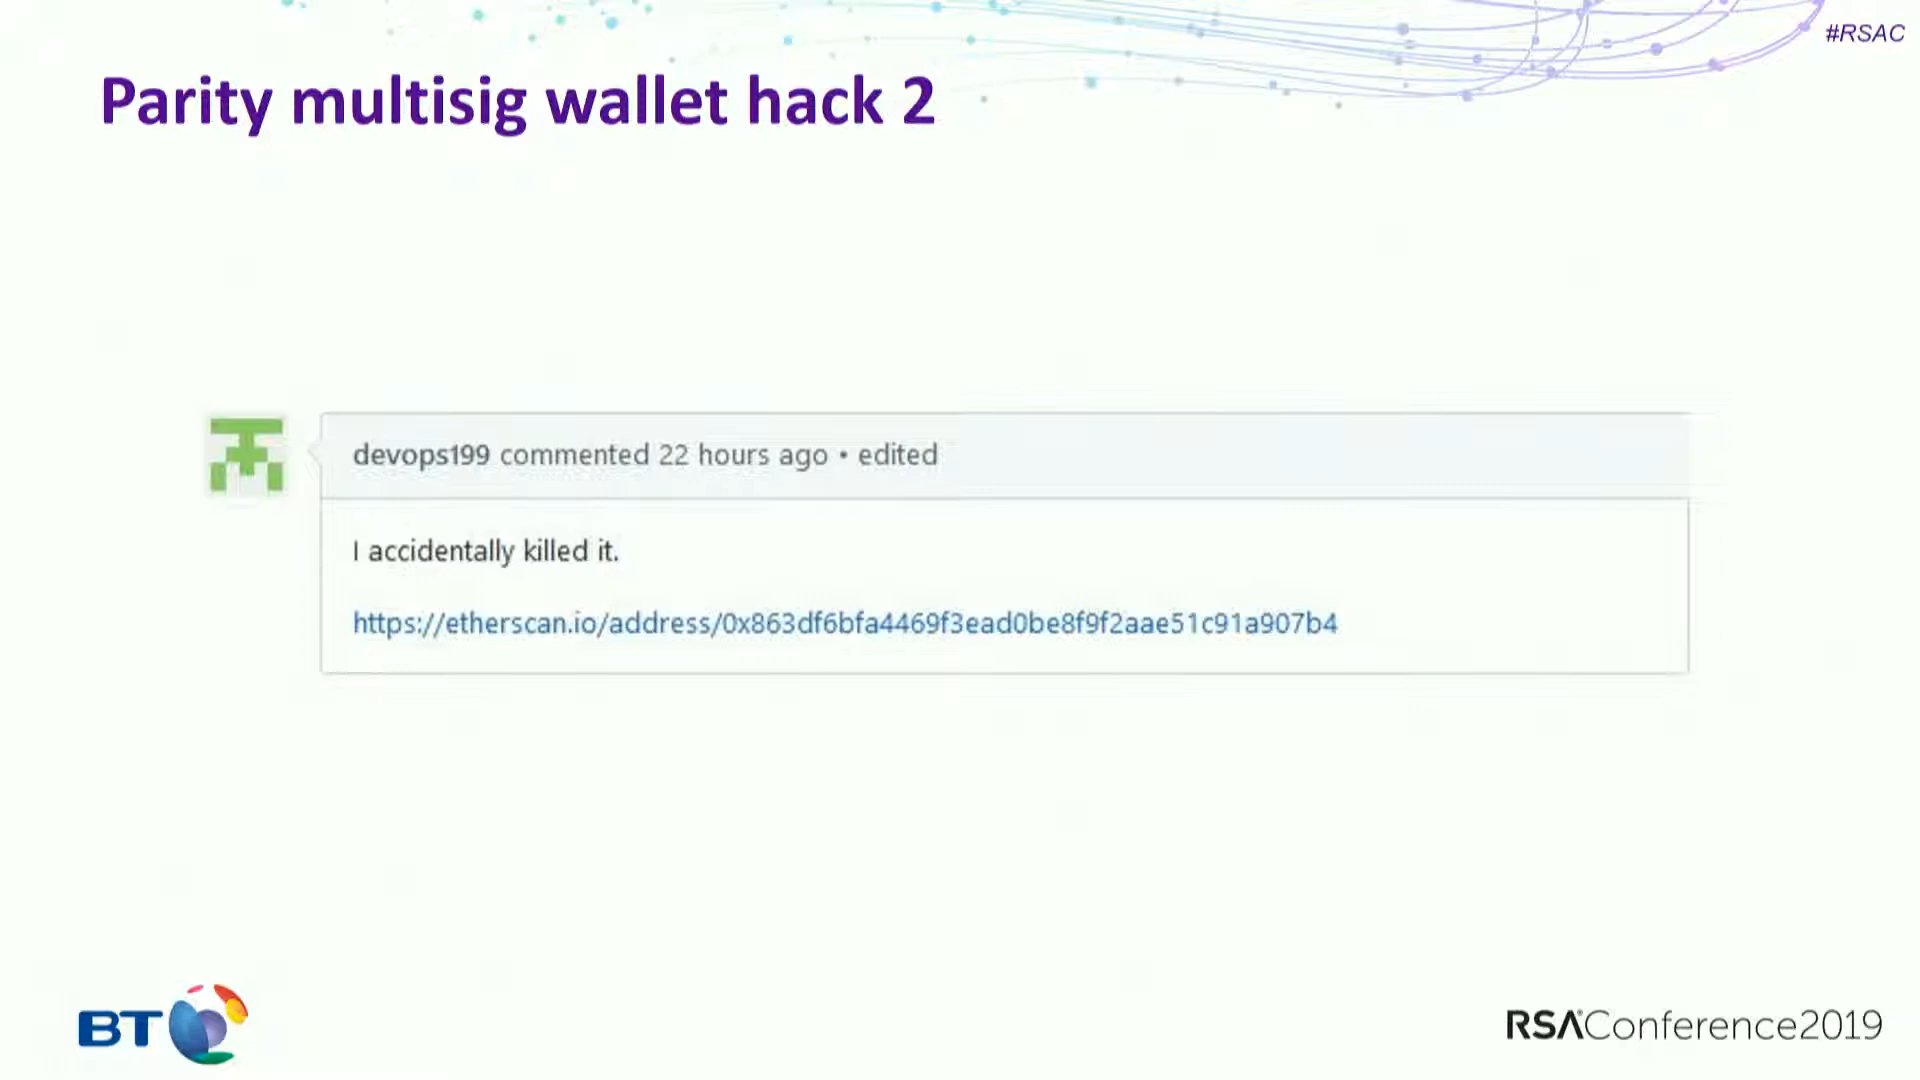 #RSAC
Parity multisig wallet hack 2
devops199 commented 22 hours ago • edited
I accidentally killed it.
https://etherscan.io/address/0x863df6bfa4469f3ead0be8f9f2aae51c91a907b4
BT
RSAConference2019